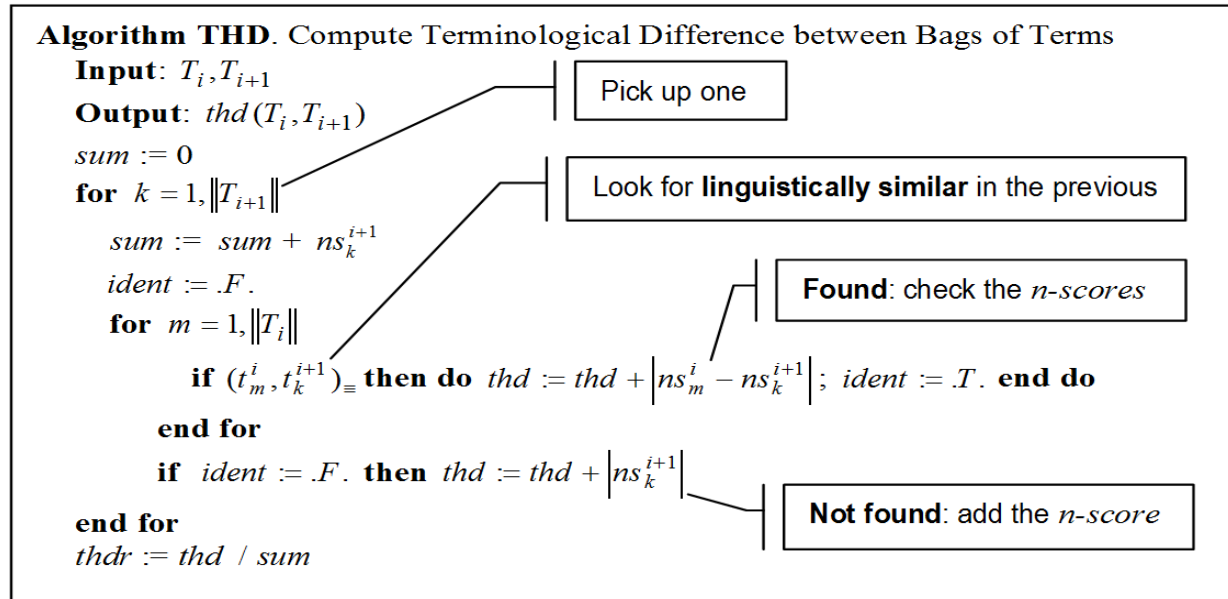 Algorithm THD. Compute Terminological Difference between Bags of Terms
Input: T_i, T_{i+1}
Pick up one
Output: thd(T_i, T_{i+1})
sum := 0
for k = 1, ‖T_{i+1}‖
Look for linguistically similar in the previous
sum := sum + ns_k^{i+1}
ident := .F.
Found: check the n-scores
for m = 1, ‖T_i‖
if (t_m^i, t_k^{i+1})_≡ then do thd := thd + |ns_m^i − ns_k^{i+1}|; ident := .T. end do
end for
if ident := .F. then thd := thd + |ns_k^{i+1}|
Not found: add the n-score
end for
thdr := thd / sum